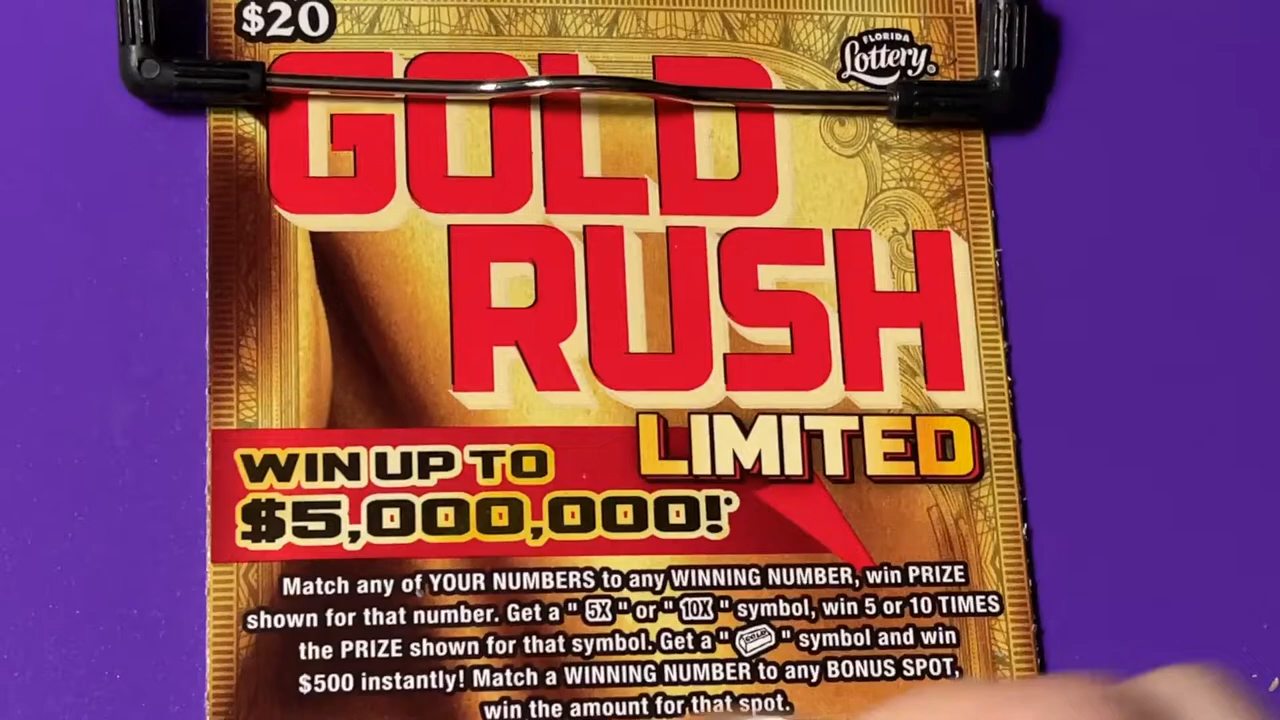 $20
FLORIDA
Lottery®
GOLD
RUSH
LIMITED
WIN UP TO
$5,000,000!*
Match any of YOUR NUMBERS to any WINNING NUMBER, win PRIZE
shown for that number. Get a "5X" or "10X" symbol, win 5 or 10 TIMES
the PRIZE shown for that symbol. Get a "GOLD" symbol and win
$500 instantly! Match a WINNING NUMBER to any BONUS SPOT,
win the amount for that spot.